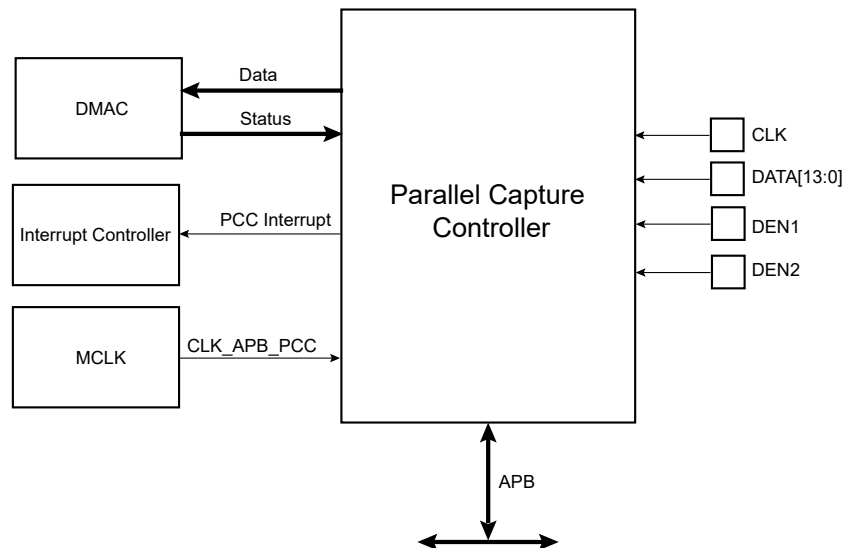 Data
DMAC
Status
Interrupt Controller
PCC Interrupt
MCLK
CLK_APB_PCC
Parallel Capture
Controller
CLK
DATA[13:0]
DEN1
DEN2
APB